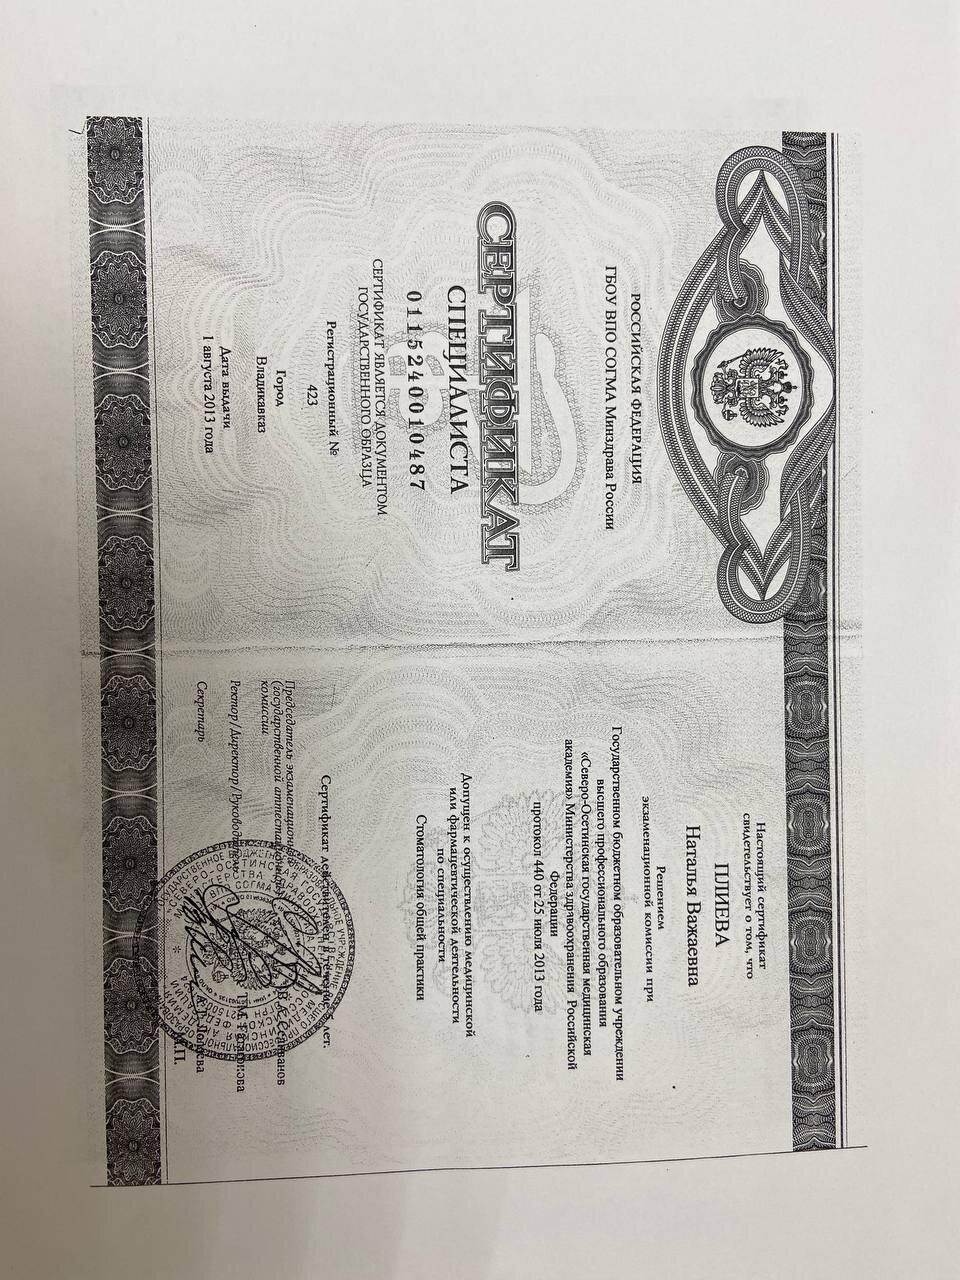 РОССИЙСКАЯ ФЕДЕРАЦИЯ
ГБОУ ВПО СОГМА Минздрава России
СЕРТИФИКАТ
СПЕЦИАЛИСТА
0115240010487
СЕРТИФИКАТ ЯВЛЯЕТСЯ ДОКУМЕНТОМ
ГОСУДАРСТВЕННОГО ОБРАЗЦА
Регистрационный №
423
Город
Владикавказ
Дата выдачи
1 августа 2013 года
Настоящий сертификат
свидетельствует о том, что
ПЛИЕВА
Наталья Важаевна
Решением
экзаменационной комиссии при
Государственном бюджетном образовательном учреждении
высшего профессионального образования
«Северо-Осетинская государственная медицинская
академия» Министерства здравоохранения Российской
Федерации
протокол 440 от 25 июля 2013 года
Допущен к осуществлению медицинской
или фармацевтической деятельности
по специальности
Стоматология общей практики
Сертификат действителен в течение лет.
Председатель экзаменационной
(государственной аттестационной)
комиссии
Ректор/Директор/Руководитель
Секретарь